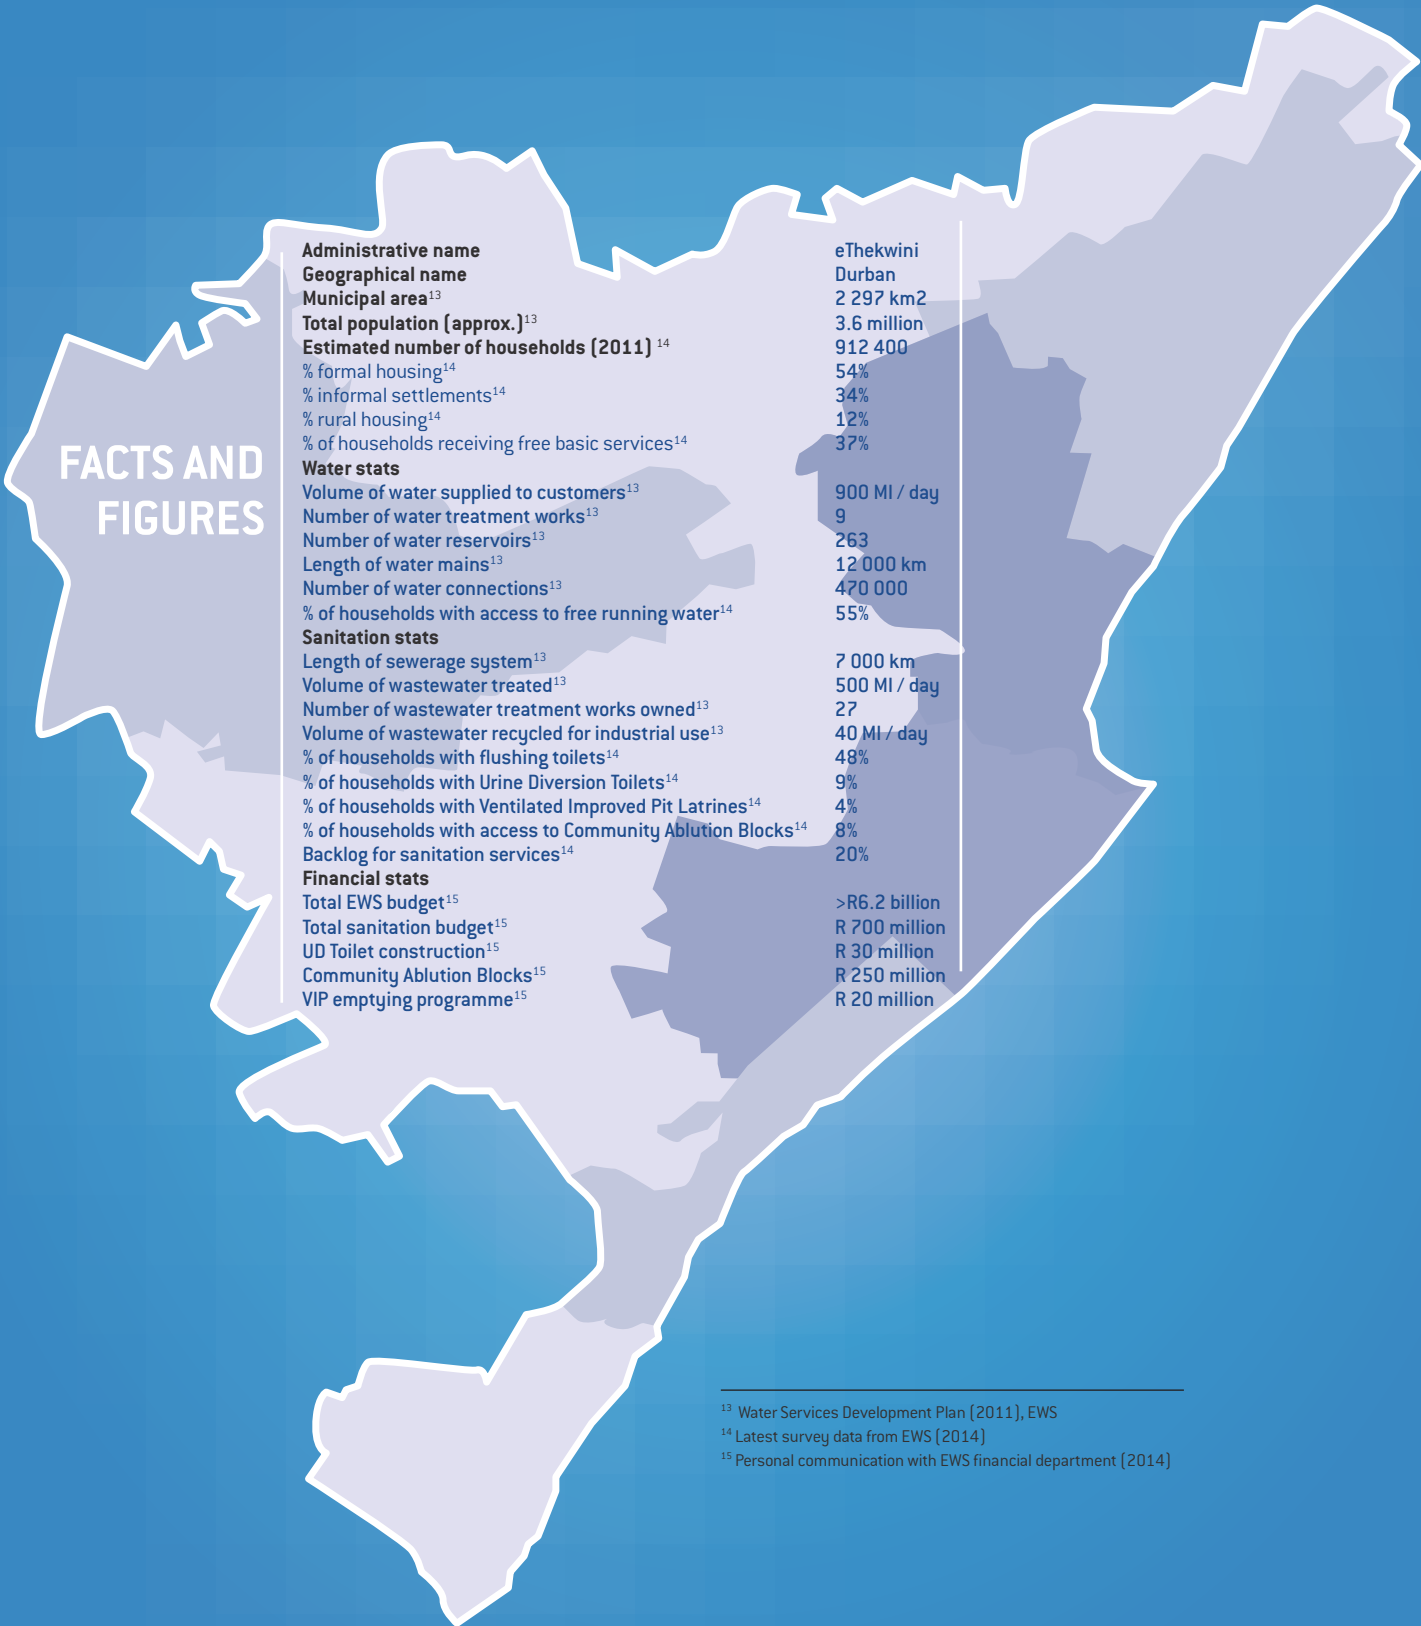 FACTS AND
FIGURES
Administrative name eThekwini
Geographical name Durban
Municipal area13 2 297 km2
Total population (approx.)13 3.6 million
Estimated number of households (2011) 14 912 400
% formal housing14 54%
% informal settlements14 34%
% rural housing14 12%
% of households receiving free basic services14 37%
Water stats
Volume of water supplied to customers13 900 Ml / day
Number of water treatment works13 9
Number of water reservoirs13 263
Length of water mains13 12 000 km
Number of water connections13 470 000
% of households with access to free running water14 55%
Sanitation stats
Length of sewerage system13 7 000 km
Volume of wastewater treated13 500 Ml / day
Number of wastewater treatment works owned13 27
Volume of wastewater recycled for industrial use13 40 Ml / day
% of households with flushing toilets14 48%
% of households with Urine Diversion Toilets14 9%
% of households with Ventilated Improved Pit Latrines14 4%
% of households with access to Community Ablution Blocks14 8%
Backlog for sanitation services14 20%
Financial stats
Total EWS budget15 >R6.2 billion
Total sanitation budget15 R 700 million
UD Toilet construction15 R 30 million
Community Ablution Blocks15 R 250 million
VIP emptying programme15 R 20 million
13 Water Services Development Plan (2011), EWS
14 Latest survey data from EWS (2014)
15 Personal communication with EWS financial department (2014)